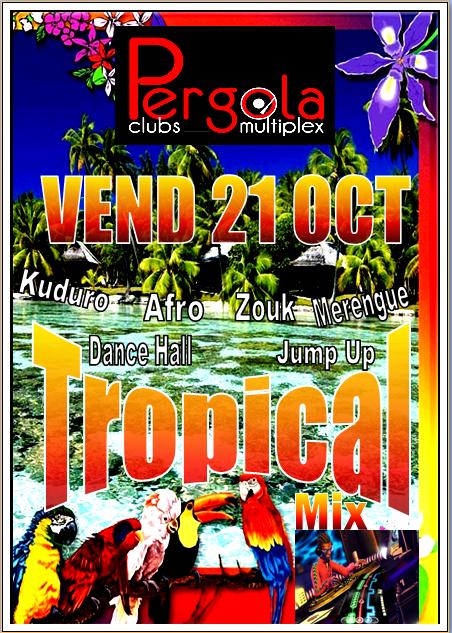 Pergola
clubs multiplex
VEND 21 OCT
Kuduro Afro Zouk Merengue
Dance Hall Jump Up
Tropical
Mix